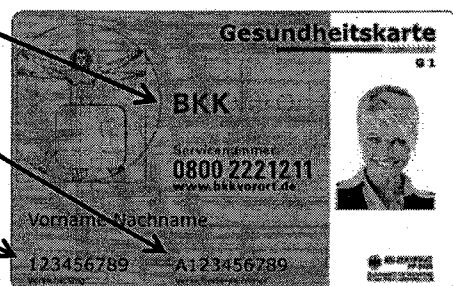 Gesundheitskarte
G1
BKK
Servicenummer
0800 2221211
www.bkkvorort.de
Vorname Nachname
123456789 A123456789